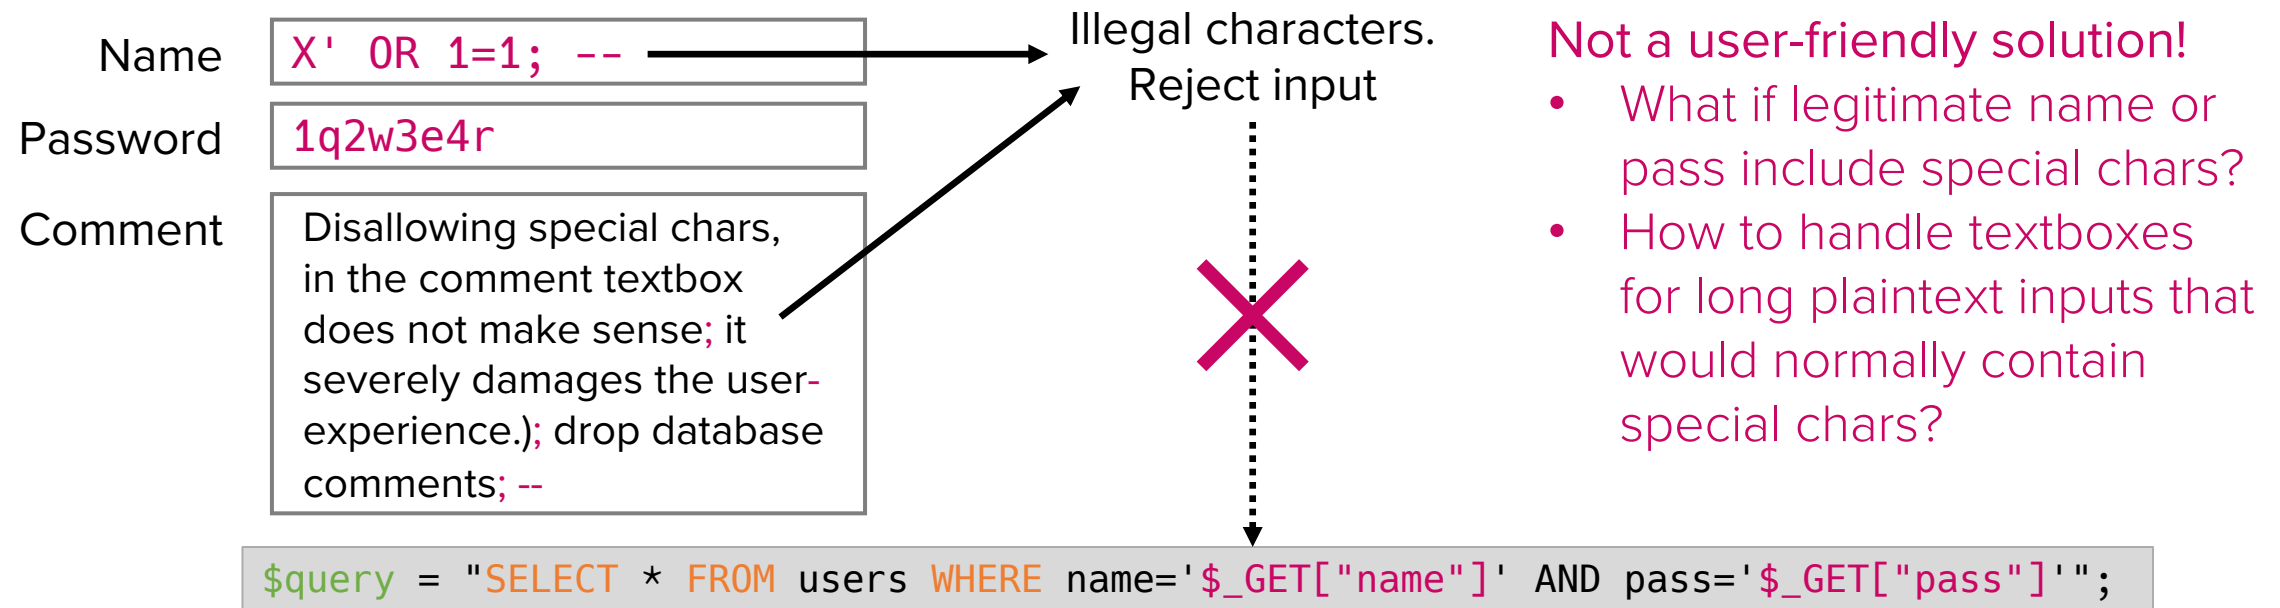 Name
X' OR 1=1; --
Password
1q2w3e4r
Comment
Disallowing special chars,
in the comment textbox
does not make sense; it
severely damages the user-
experience.); drop database
comments; --
Illegal characters.
Reject input
Not a user-friendly solution!
• What if legitimate name or
pass include special chars?
• How to handle textboxes
for long plaintext inputs that
would normally contain
special chars?
$query = "SELECT * FROM users WHERE name='$_GET["name"]' AND pass='$_GET["pass"]'";